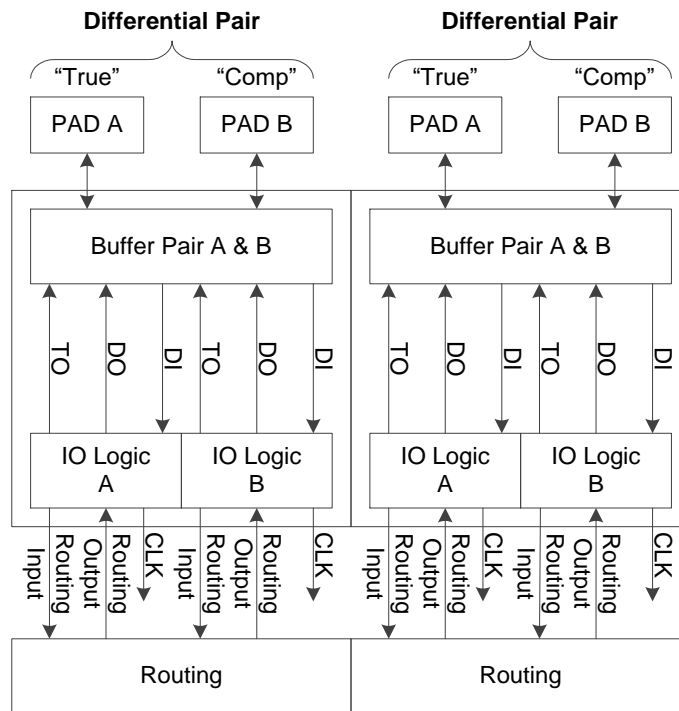 Differential Pair Differential Pair
“True” “Comp” “True” “Comp”
PAD A PAD B PAD A PAD B
Buffer Pair A & B Buffer Pair A & B
TO DO DI TO DO DI TO DO DI TO DO DI
IO Logic A IO Logic B IO Logic A IO Logic B
Routing Input Routing Output CLK Routing Input Routing Output CLK Routing Input Routing Output CLK Routing Input Routing Output CLK
Routing Routing